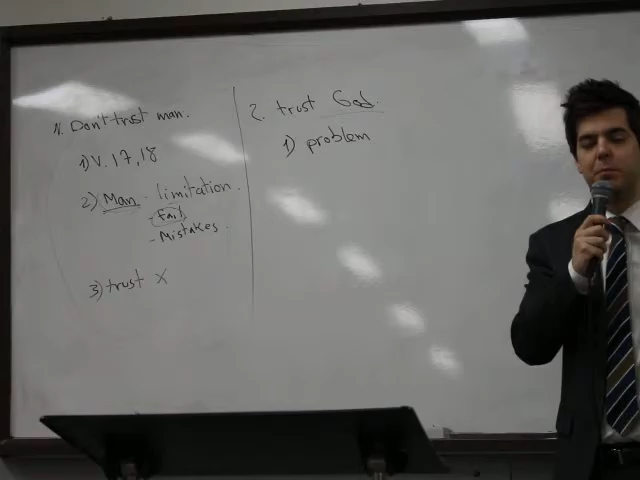 1. Don't trust man.
1) V. 17, 18
2) Man - limitation.
- Fail
- Mistakes.
3) trust X
2. trust God.
1) problem